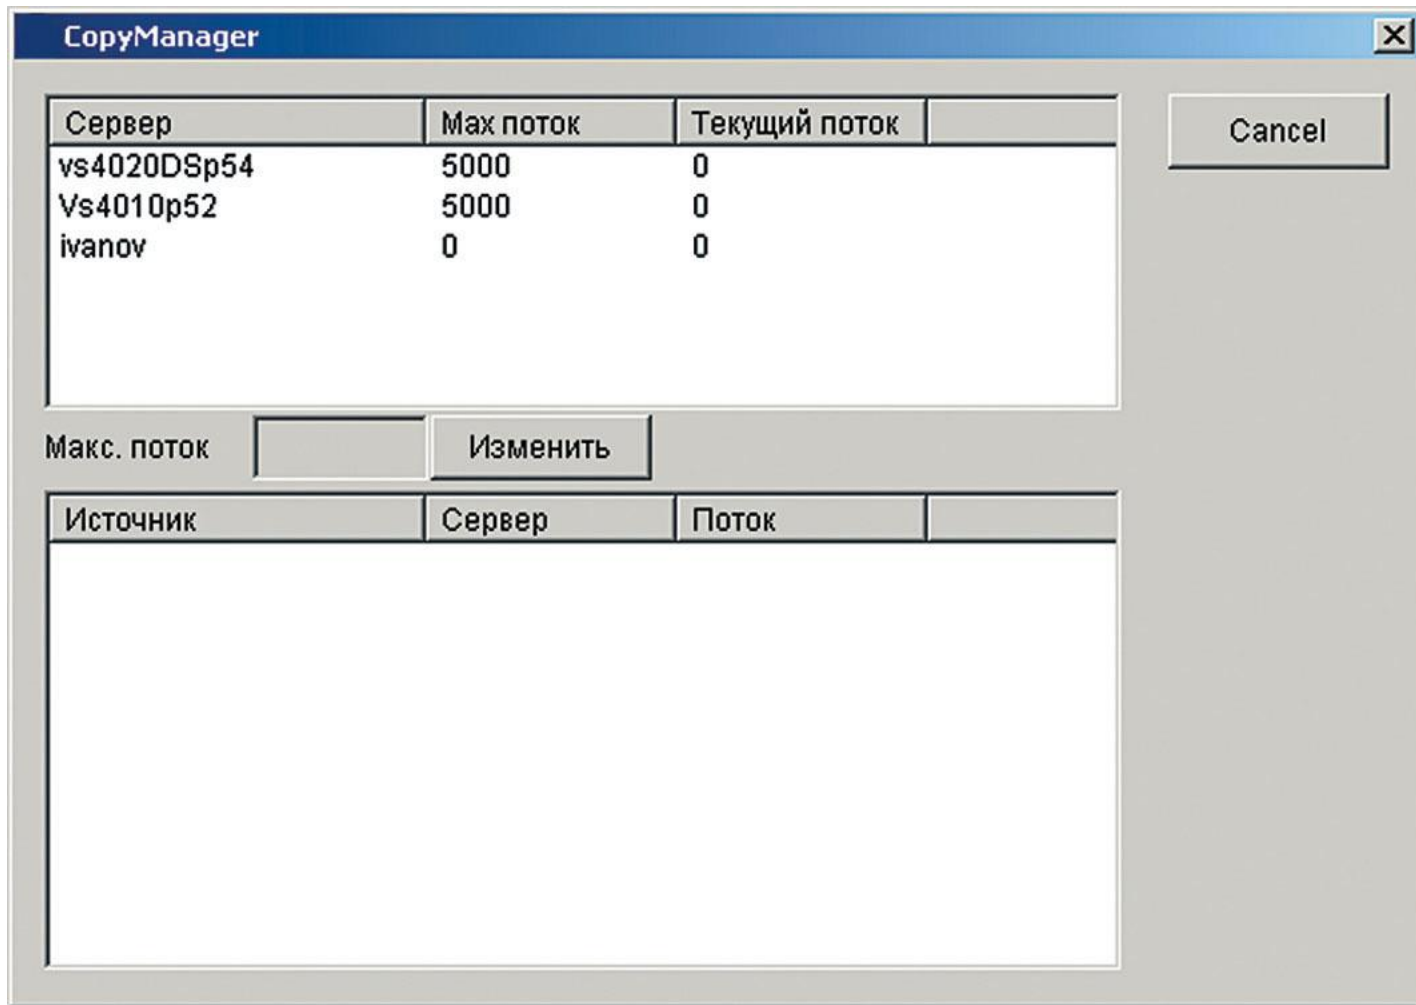 CopyManager
Сервер Max поток Текущий поток
vs4020DSp54 5000 0
Vs4010p52 5000 0
ivanov 0 0
Cancel
Макс. поток Изменить
Источник Сервер Поток